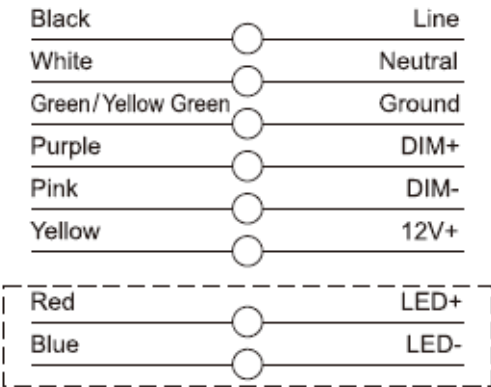 Black Line
White Neutral
Green/Yellow Green Ground
Purple DIM+
Pink DIM-
Yellow 12V+
Red LED+
Blue LED-